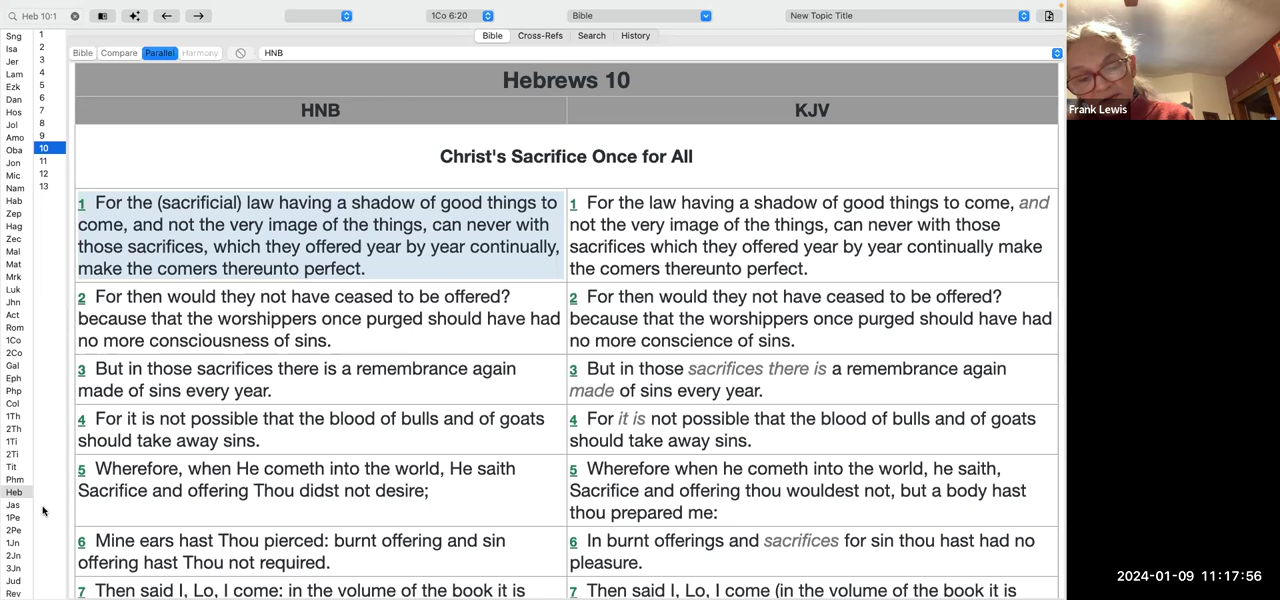 Heb 10:1
1Co 6:20
Bible
New Topic Title
Bible Cross-Refs Search History
Bible Compare Parallel Harmony HNB
Sng
Isa
Jer
Lam
Ezk
Dan
Hos
Jol
Amo
Oba
Jon
Mic
Nam
Hab
Zep
Hag
Zec
Mal
Mat
Mrk
Luk
Jhn
Act
Rom
1Co
2Co
Gal
Eph
Php
Col
1Th
2Th
1Ti
2Ti
Tit
Phm
Heb
Jas
1Pe
2Pe
1Jn
2Jn
3Jn
Jud
Rev
1
2
3
4
5
6
7
8
9
10
11
12
13
Hebrews 10
HNB
KJV
Christ's Sacrifice Once for All
1 For the (sacrificial) law having a shadow of good things to
come, and not the very image of the things, can never with
those sacrifices, which they offered year by year continually,
make the comers thereunto perfect.
1 For the law having a shadow of good things to come, and
not the very image of the things, can never with those
sacrifices which they offered year by year continually make
the comers thereunto perfect.
2 For then would they not have ceased to be offered?
because that the worshippers once purged should have had
no more consciousness of sins.
2 For then would they not have ceased to be offered?
because that the worshippers once purged should have had
no more conscience of sins.
3 But in those sacrifices there is a remembrance again
made of sins every year.
3 But in those sacrifices there is a remembrance again
made of sins every year.
4 For it is not possible that the blood of bulls and of goats
should take away sins.
4 For it is not possible that the blood of bulls and of goats
should take away sins.
5 Wherefore, when He cometh into the world, He saith
Sacrifice and offering Thou didst not desire;
5 Wherefore when he cometh into the world, he saith,
Sacrifice and offering thou wouldest not, but a body hast
thou prepared me:
6 Mine ears hast Thou pierced: burnt offering and sin
offering hast Thou not required.
6 In burnt offerings and sacrifices for sin thou hast had no
pleasure.
7 Then said I, Lo, I come: in the volume of the book it is
7 Then said I, Lo, I come (in the volume of the book it is
Frank Lewis
2024-01-09 11:17:56